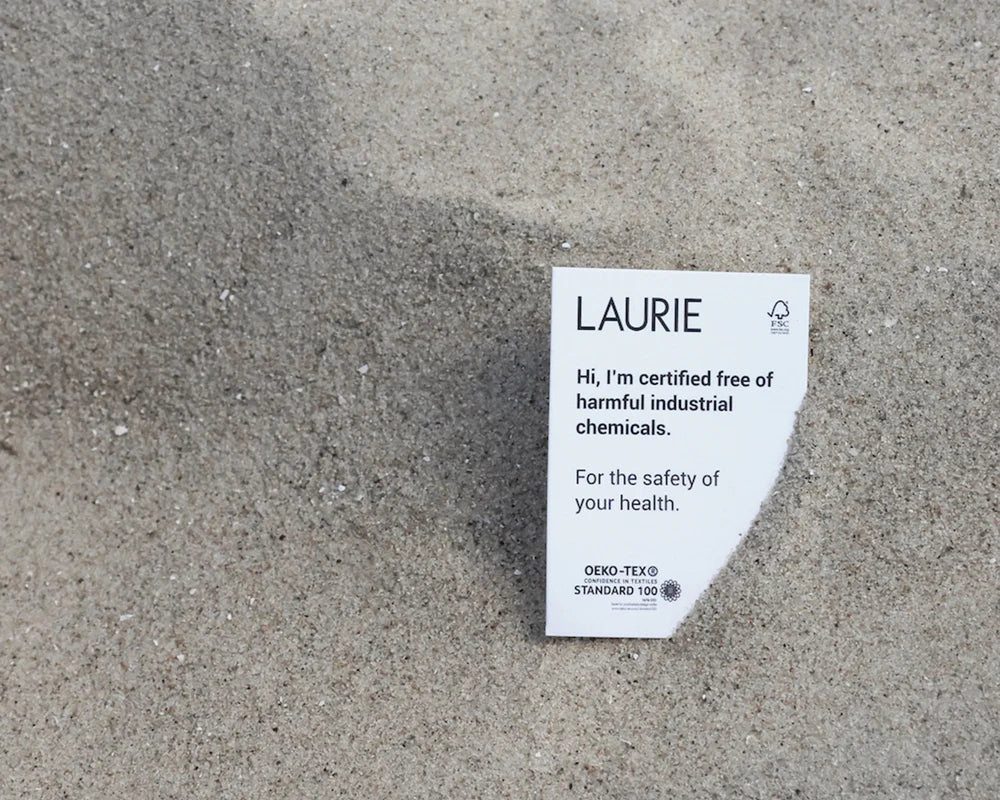 LAURIE
FSC
Hi, I'm certified free of
harmful industrial
chemicals.
For the safety of
your health.
OEKO-TEX®
CONFIDENCE IN TEXTILES
STANDARD 100